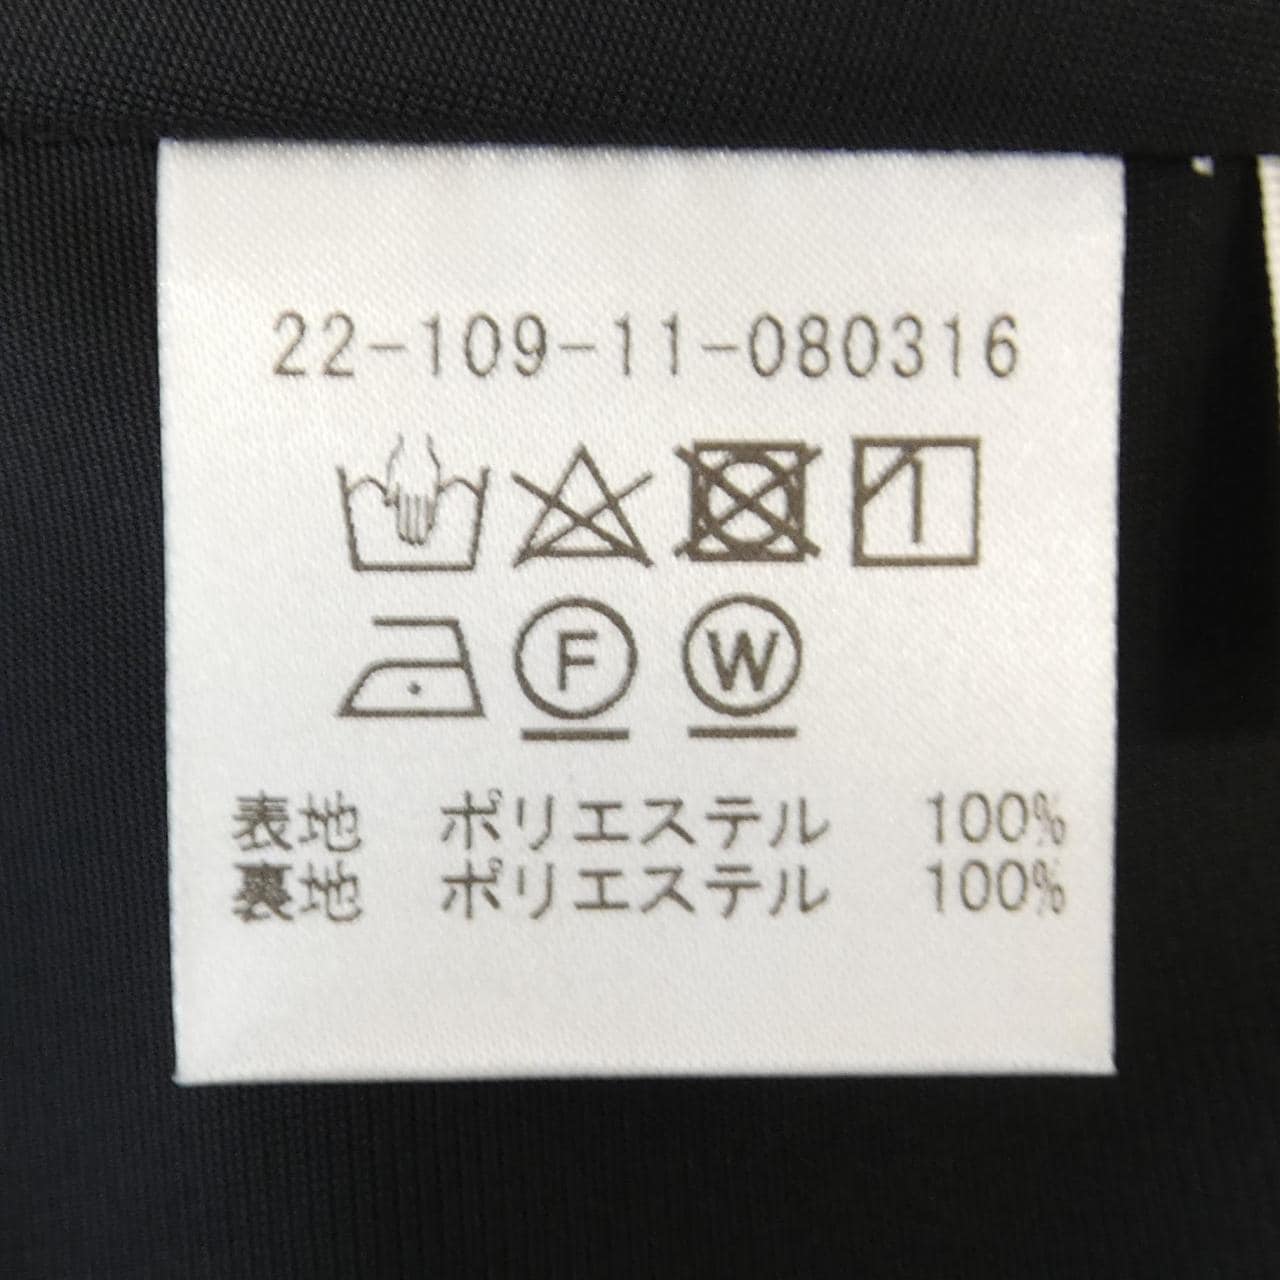 22-109-11-080316
F W
表地 ポリエステル 100%
裏地 ポリエステル 100%